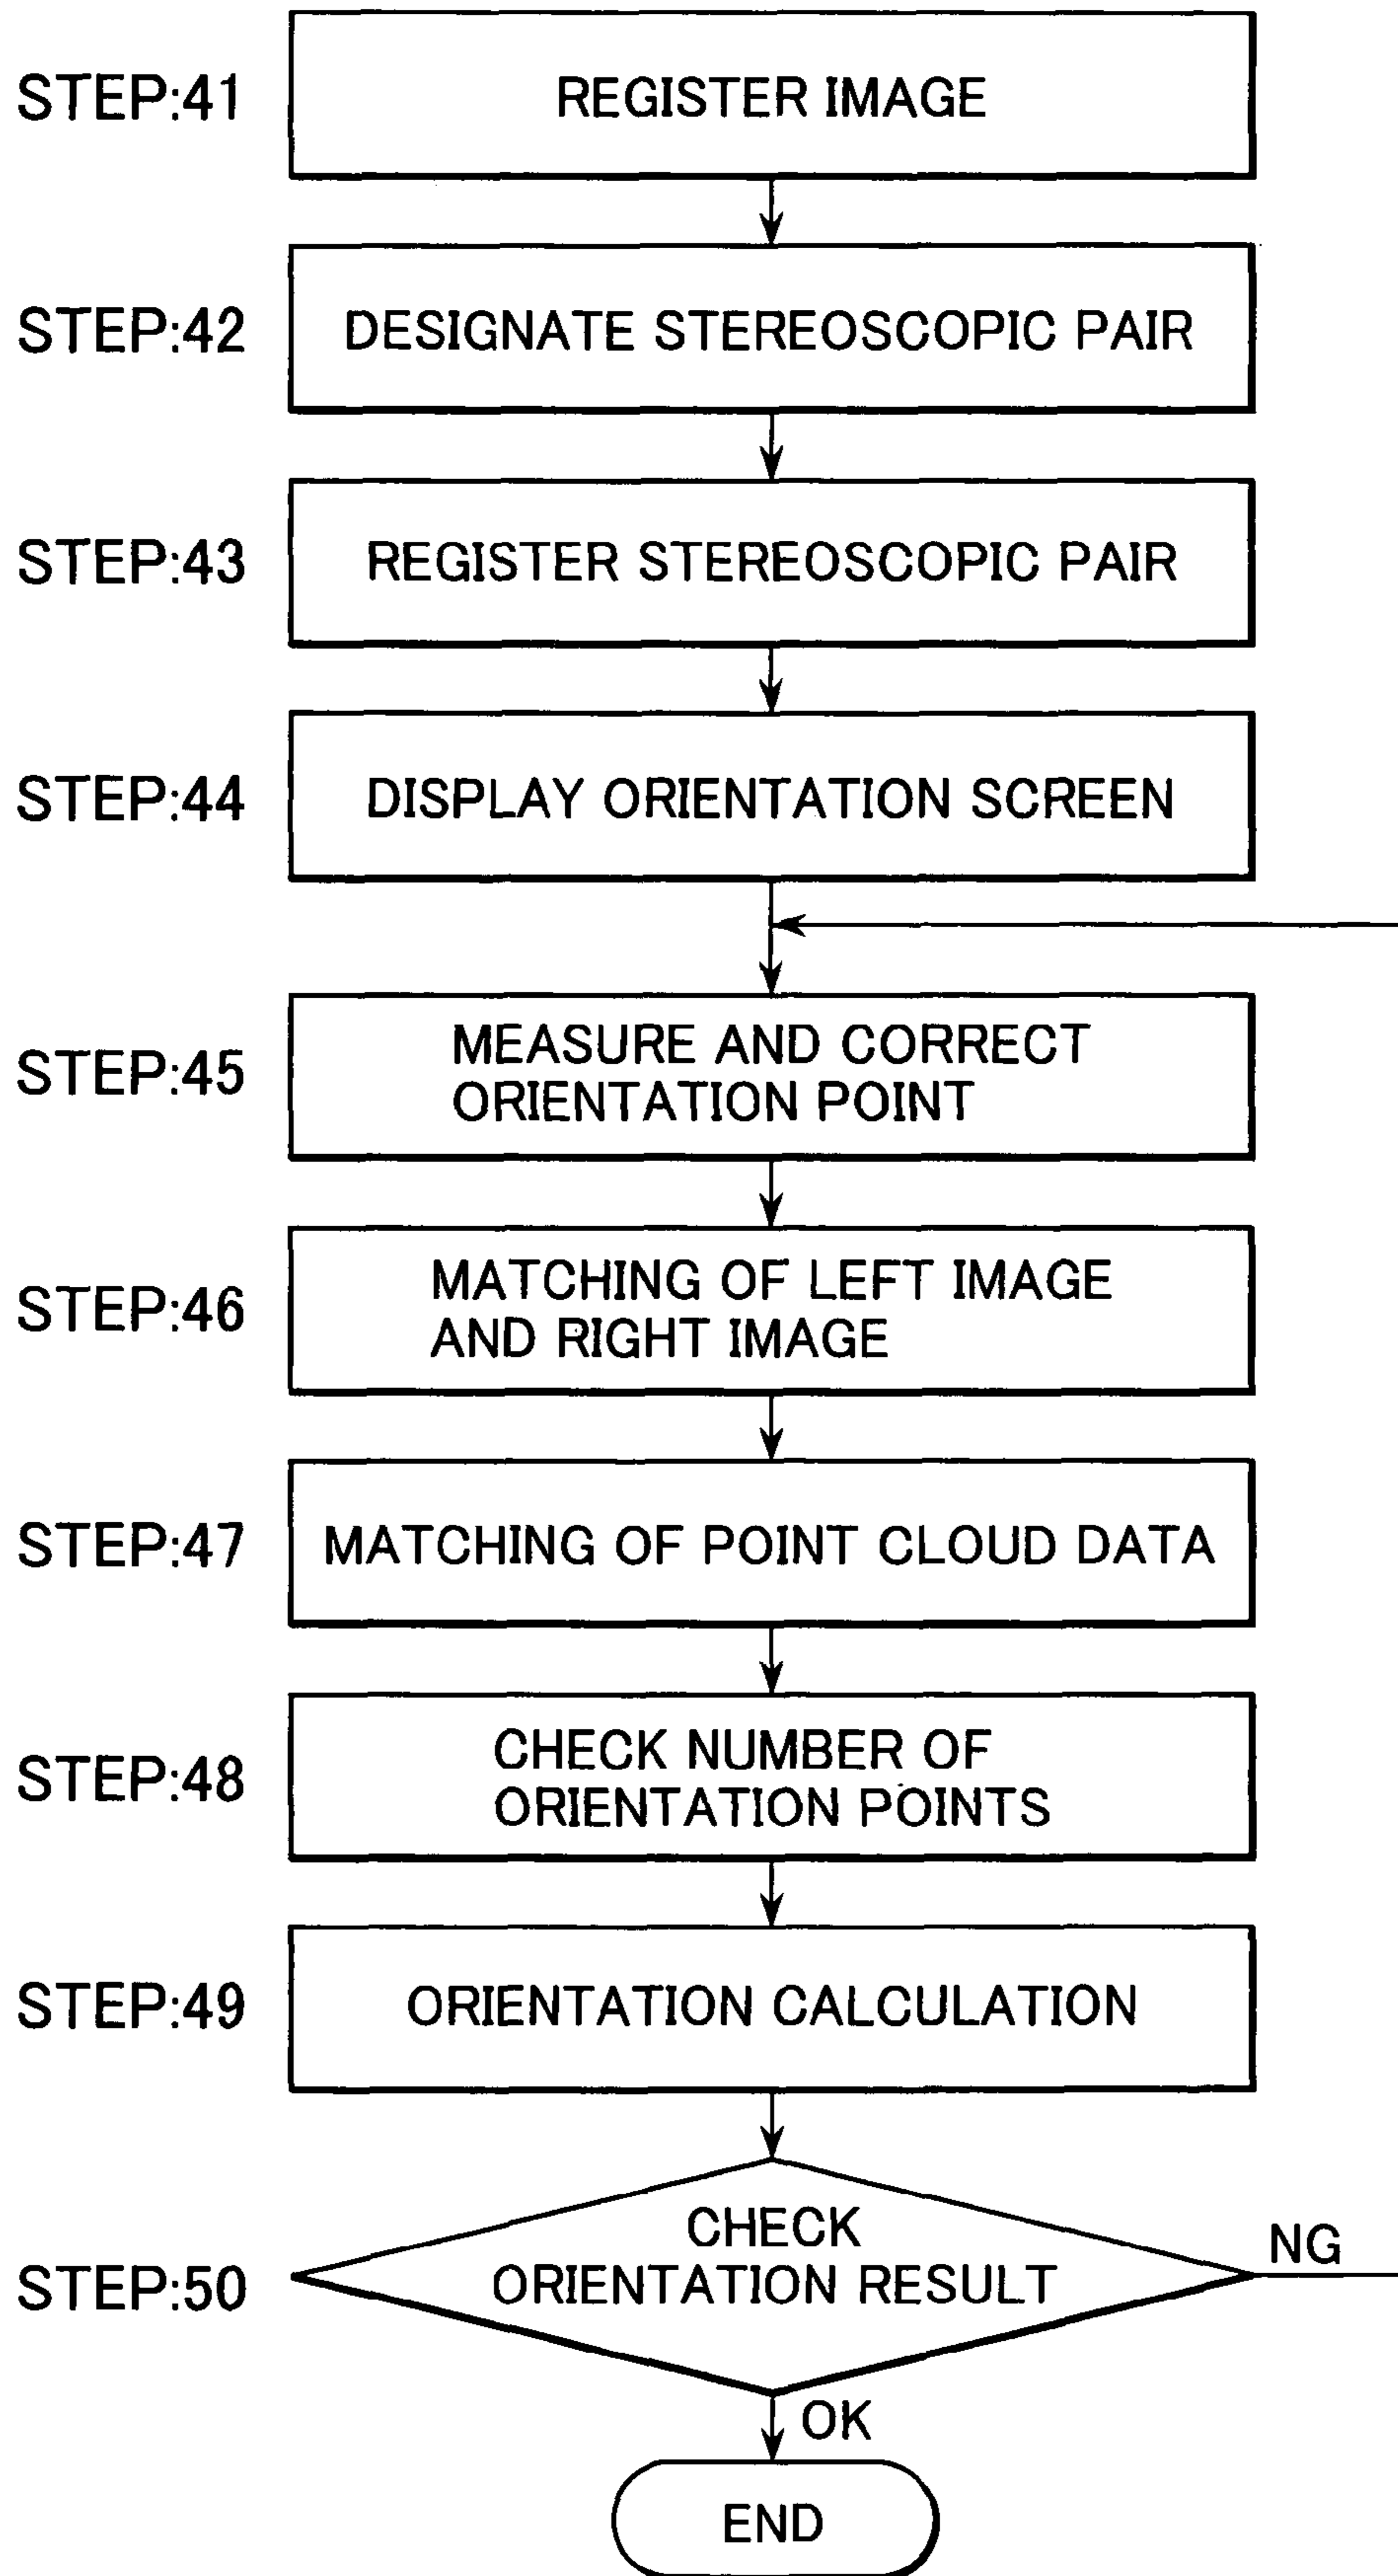 STEP:41
REGISTER IMAGE
STEP:42
DESIGNATE STEREOSCOPIC PAIR
STEP:43
REGISTER STEREOSCOPIC PAIR
STEP:44
DISPLAY ORIENTATION SCREEN
STEP:45
MEASURE AND CORRECT
ORIENTATION POINT
STEP:46
MATCHING OF LEFT IMAGE
AND RIGHT IMAGE
STEP:47
MATCHING OF POINT CLOUD DATA
STEP:48
CHECK NUMBER OF
ORIENTATION POINTS
STEP:49
ORIENTATION CALCULATION
STEP:50
CHECK
ORIENTATION RESULT
NG
OK
END